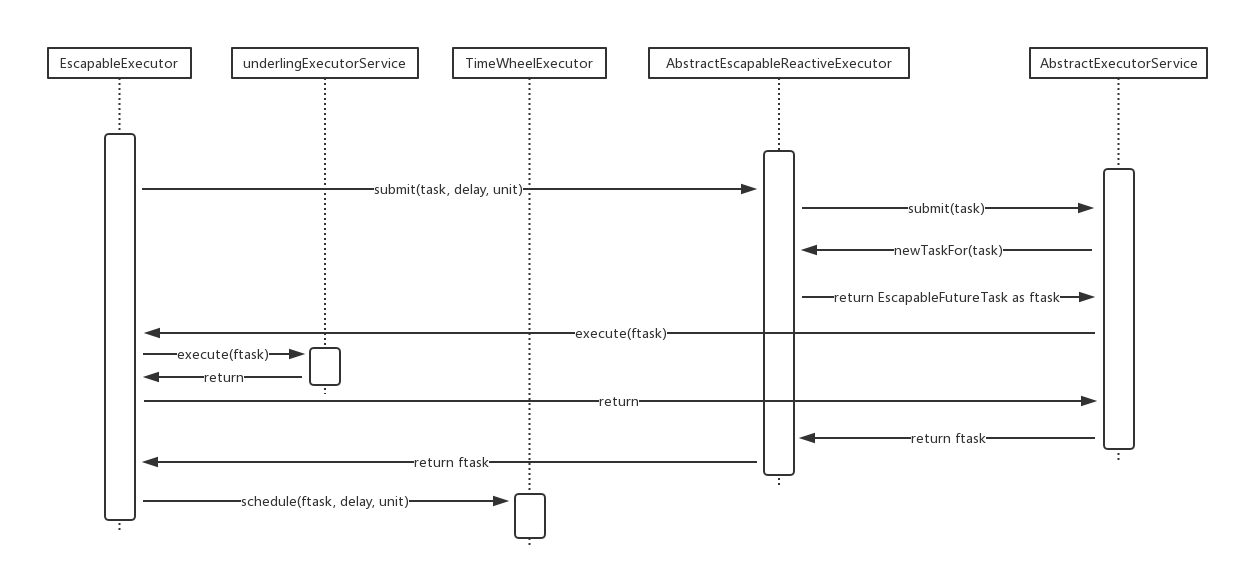 EscapableExecutor
underlingExecutorService
TimeWheelExecutor
AbstractEscapableReactiveExecutor
AbstractExecutorService
submit(task, delay, unit)
submit(task)
newTaskFor(task)
return EscapableFutureTask as ftask
execute(ftask)
execute(ftask)
return
return
return ftask
return ftask
schedule(ftask, delay, unit)